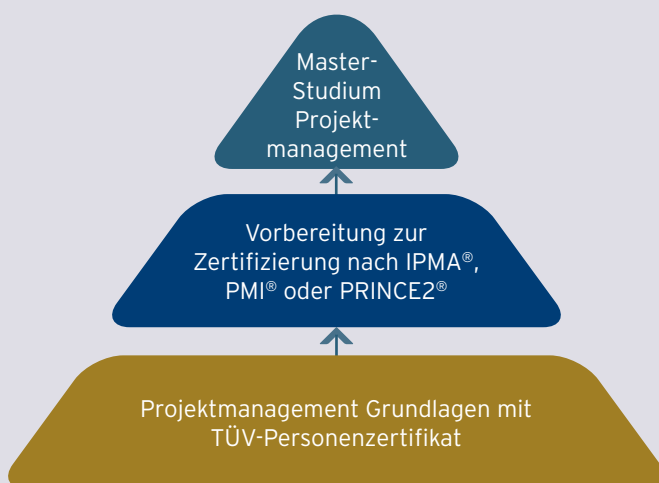 Master-
Studium
Projekt-
management
Vorbereitung zur
Zertifizierung nach IPMA®,
PMI® oder PRINCE2®
Projektmanagement Grundlagen mit
TÜV-Personenzertifikat